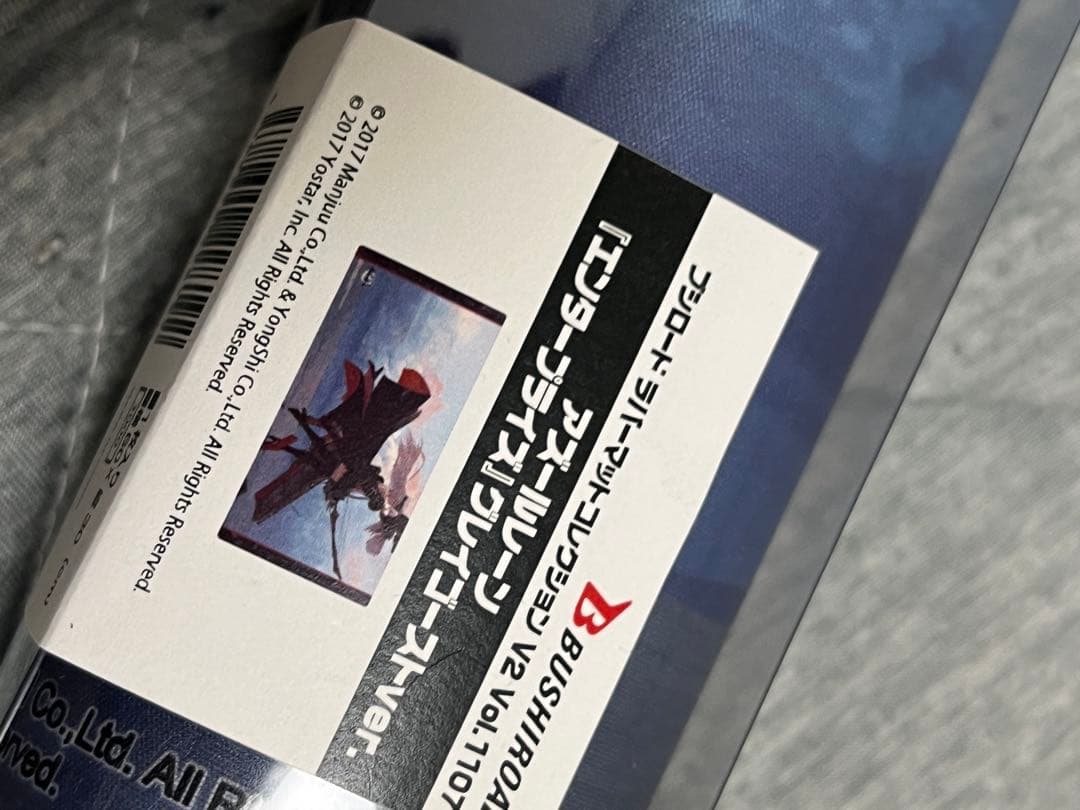 BUSHIROA
ブシロード ラバーマットコレクション V2 Vol.1107
アズールレーン
『エンタープライズ』グレイゴーストver.
© 2017 Manjuu Co.,Ltd. & YongShi Co.,Ltd. All Rights Reserved.
© 2017 Yostar, Inc. All Rights Reserved.
Co.,Ltd. All R
rved.